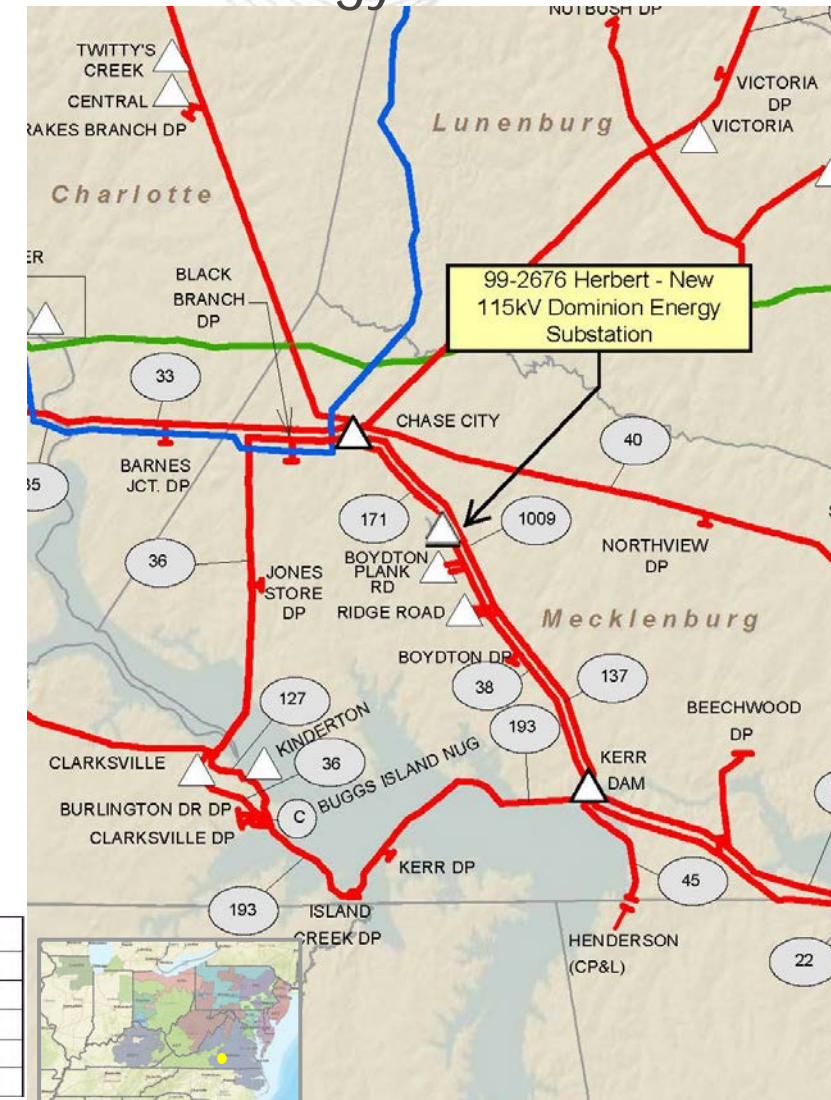 NUTBUSH DP
TWITTY'S
CREEK
CENTRAL
RAKES BRANCH DP
VICTORIA
DP
VICTORIA
Lunenburg
Charlotte
ER
BLACK
BRANCH
DP
99-2676 Herbert - New
115kV Dominion Energy
Substation
33
CHASE CITY
40
BARNES
JCT. DP
35
171
1009
NORTHVIEW
DP
36
JONES
STORE
DP
BOYDTON
PLANK
RD
RIDGE ROAD
Mecklenburg
BOYDTON DP
38
137
127
193
BEECHWOOD
DP
KINDERTON
CLARKSVILLE
36
BUGGS ISLAND NUG
KERR
DAM
BURLINGTON DR DP
C
CLARKSVILLE DP
KERR DP
45
193
ISLAND
CREEK DP
HENDERSON
(CP&L)
22